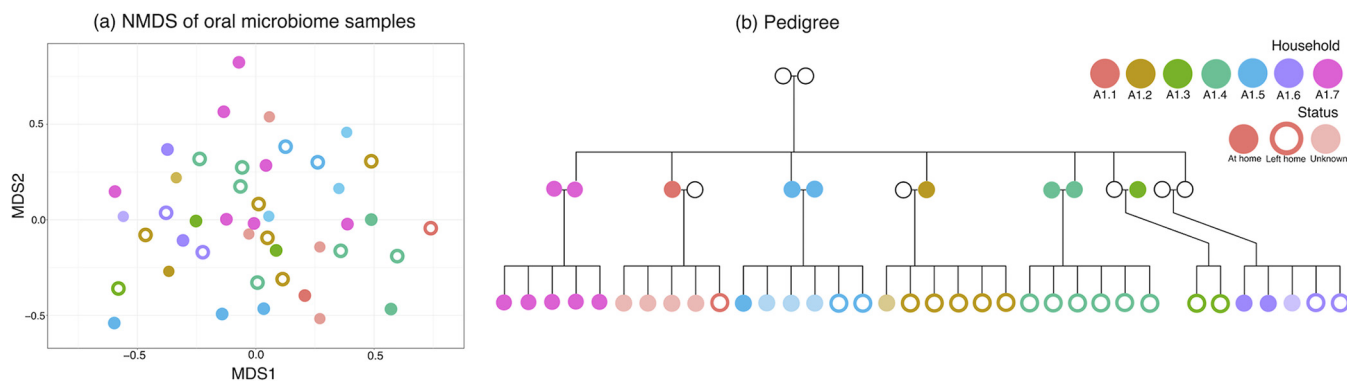 (a) NMDS of oral microbiome samples
(b) Pedigree
Household
A1.1 A1.2 A1.3 A1.4 A1.5 A1.6 A1.7
Status
At home Left home Unknown
MDS2
0.5
0.0
−0.5
−0.5 0.0 0.5
MDS1